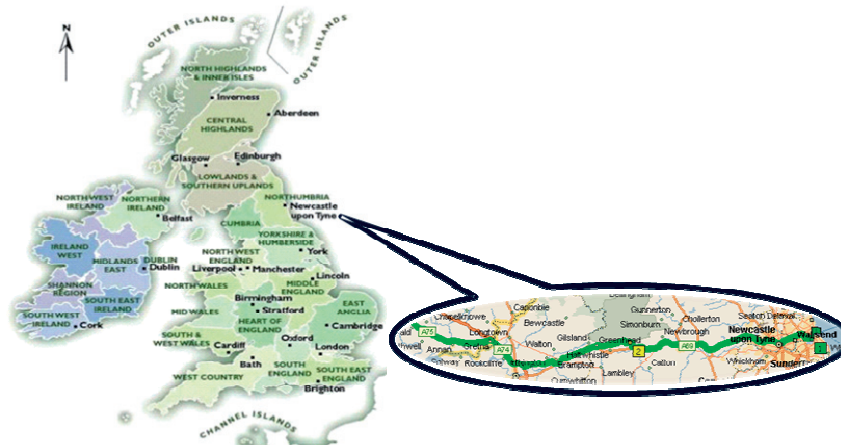 N
OUTER ISLANDS
OUTER ISLANDS
NORTH HIGHLANDS
& INNER ISLES
Inverness
Aberdeen
CENTRAL
HIGHLANDS
Glasgow
Edinburgh
LOWLANDS &
SOUTHERN UPLANDS
NORTH WEST
IRELAND
NORTHERN
IRELAND
Belfast
NORTHUMBRIA
Newcastle
upon Tyne
CUMBRIA
YORKSHIRE &
HUMBERSIDE
York
IRELAND
WEST
MIDLANDS
EAST
DUBLIN
Dublin
NORTH WEST
ENGLAND
Liverpool
Manchester
Lincoln
SHANNON
REGION
SOUTH EAST
IRELAND
SOUTH WEST
IRELAND
Cork
NORTH WALES
MIDDLE
ENGLAND
Birmingham
Stratford
MID WALES
HEART OF
ENGLAND
EAST
ANGLIA
Cambridge
SOUTH &
WEST WALES
Cardiff
Oxford
London
Bath
WEST COUNTRY
SOUTH
ENGLAND
SOUTH EAST
ENGLAND
Brighton
CHANNEL ISLANDS
Caponbie
Gunnerton
Chollerton
Seaton Delaval
Bewcastle
Simonburn
A75
Longtown
Newbrough
Newcastle
upon Tyne
Wallsend
Annan
Gretna
A74
Walton
Gilsland
Greenhead
2
A69
1
Rockcliffe
Brampton
Haltwhistle
Catton
Whickham
Sunderl
Lambley